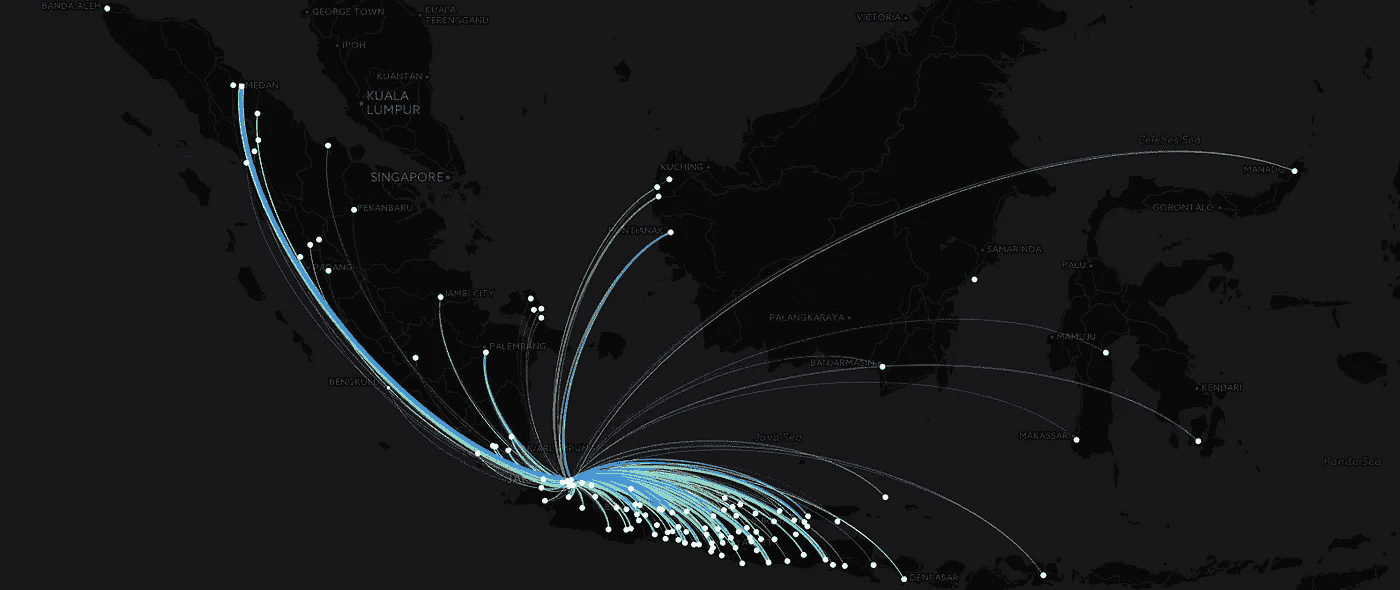 BANDA ACEH
GEORGE TOWN
KUALA
TERENGGANU
VICTORIA
IPOH
KUANTAN
MEDAN
KUALA
LUMPUR
Celebes Sea
KUCHING
MANADO
SINGAPORE
PEKANBARU
GORONTALO
PONTIANAK
SAMARINDA
PADANG
PALU
JAMBI CITY
PALANGKARAYA
MAMUJU
PALEMBANG
BANJARMASIN
BENGKULU
KENDARI
MAKASSAR
Java Sea
Banda Sea
DENPASAR